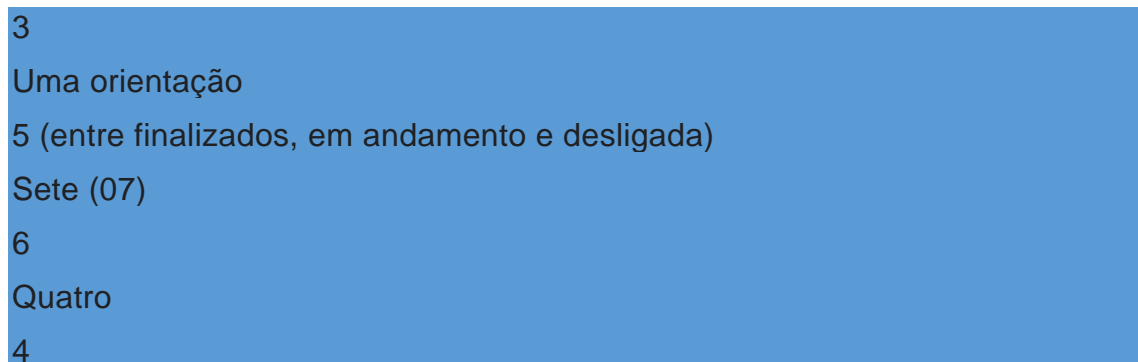 3
Uma orientação
5 (entre finalizados, em andamento e desligada)
Sete (07)
6
Quatro
4